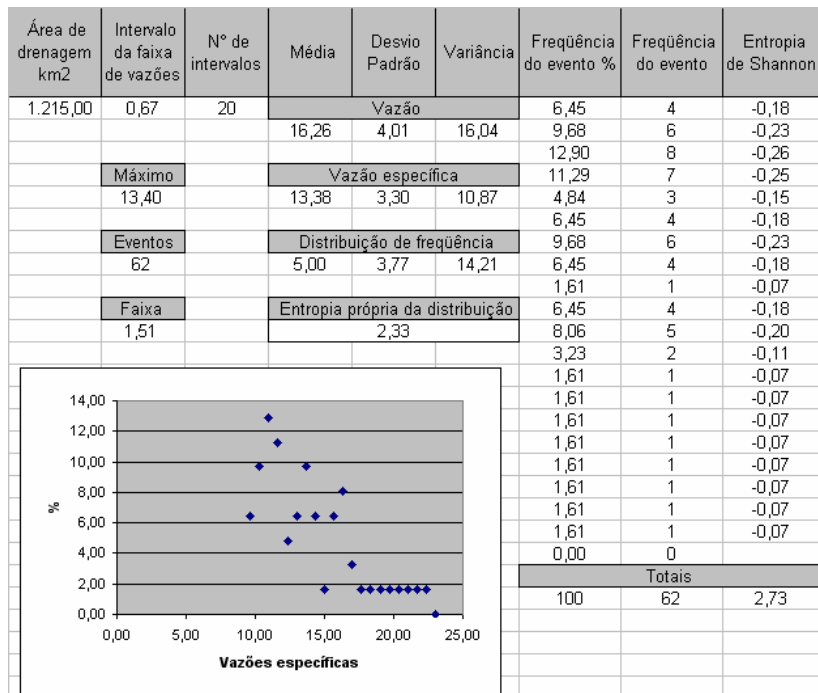 Área de drenagem km2 Intervalo da faixa de vazões N° de intervalos Média Desvio Padrão Variância Freqüência do evento % Freqüência do evento Entropia de Shannon
1.215,00 0,67 20 Vazão 6,45 4 -0,18
16,26 4,01 16,04 9,68 6 -0,23
12,90 8 -0,26
Máximo Vazão específica 11,29 7 -0,25
13,40 13,38 3,30 10,87 4,84 3 -0,15
6,45 4 -0,18
Eventos Distribuição de freqüência 9,68 6 -0,23
62 5,00 3,77 14,21 6,45 4 -0,18
1,61 1 -0,07
Faixa Entropia própria da distribuição 6,45 4 -0,18
1,51 2,33 8,06 5 -0,20
3,23 2 -0,11
1,61 1 -0,07
1,61 1 -0,07
1,61 1 -0,07
1,61 1 -0,07
1,61 1 -0,07
1,61 1 -0,07
1,61 1 -0,07
1,61 1 -0,07
0,00 0
Totais
100 62 2,73
14,00
12,00
10,00
8,00
6,00
4,00
2,00
0,00
%
0,00 5,00 10,00 15,00 20,00 25,00
Vazões específicas